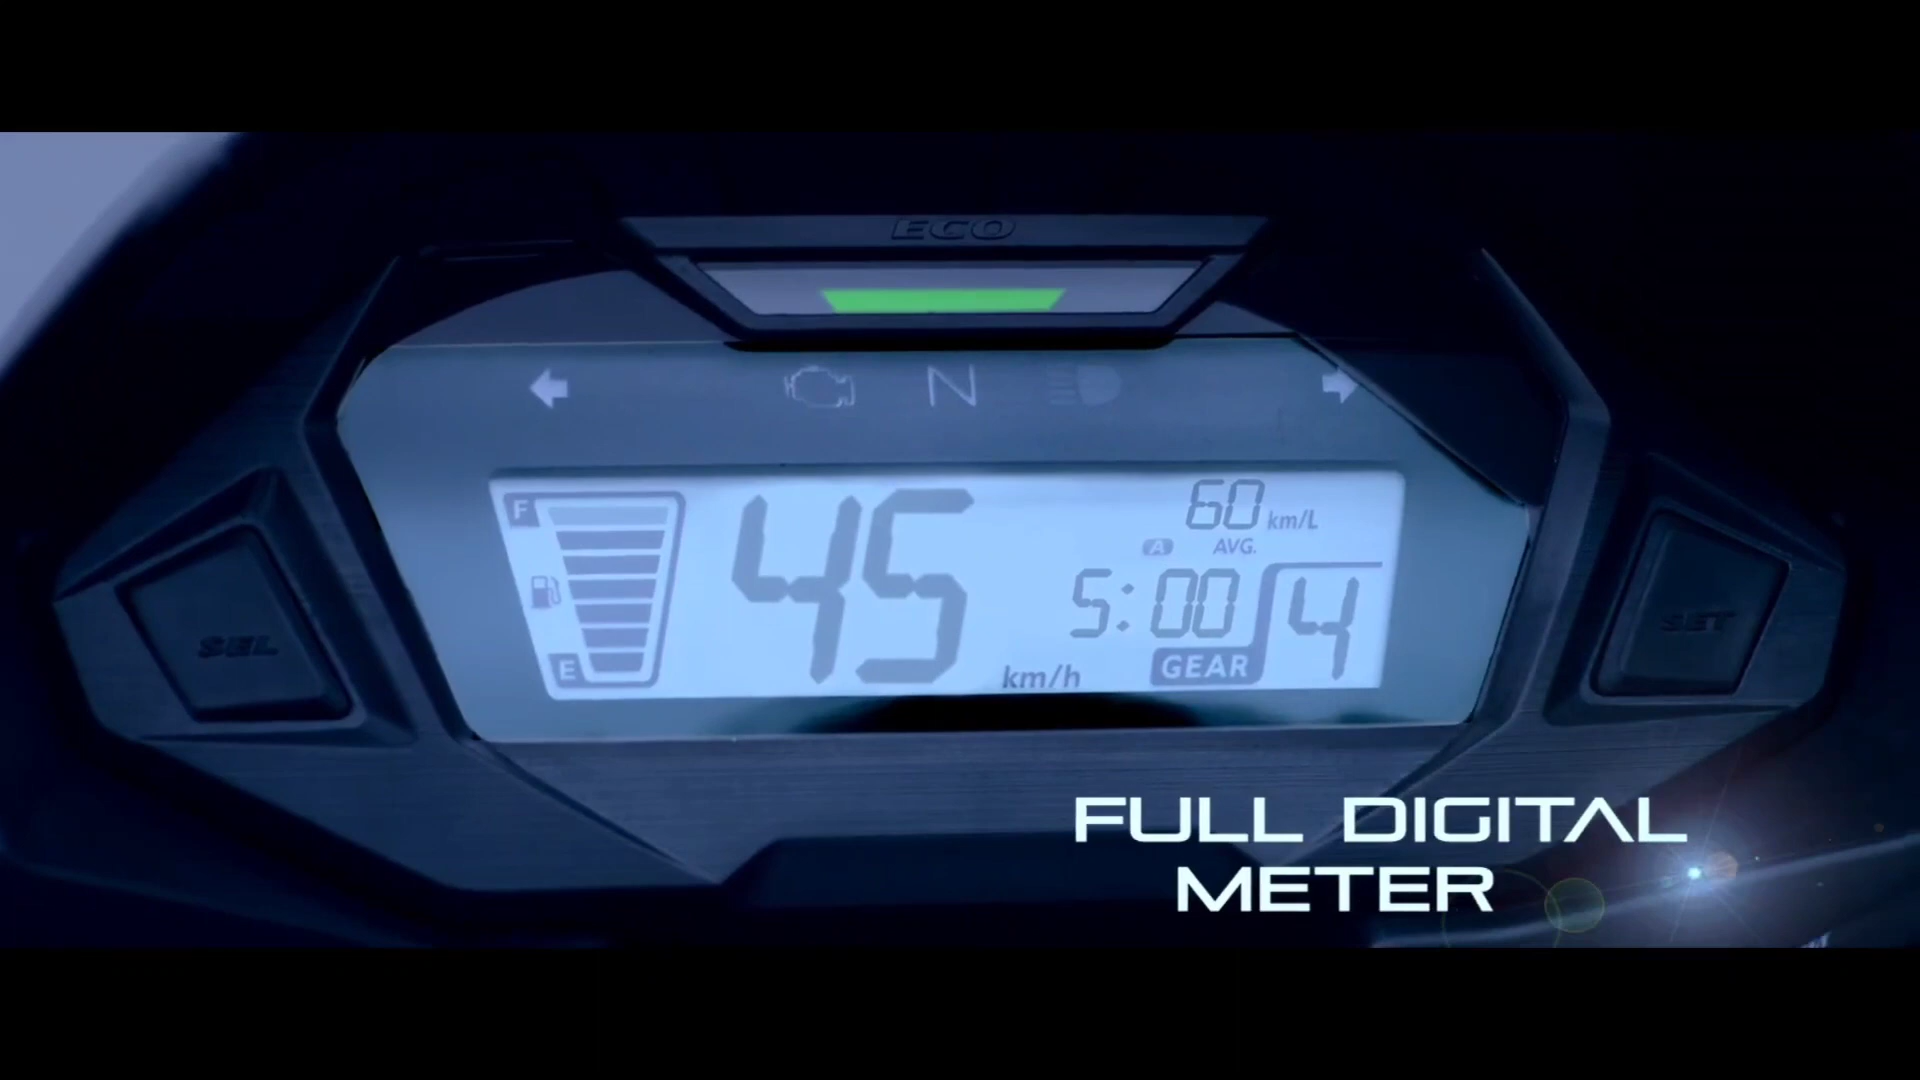 ECO
N
F
45
60 km/L
A AVG.
5:00
4
SEL
SET
E
km/h
GEAR
FULL DIGITAL
METER